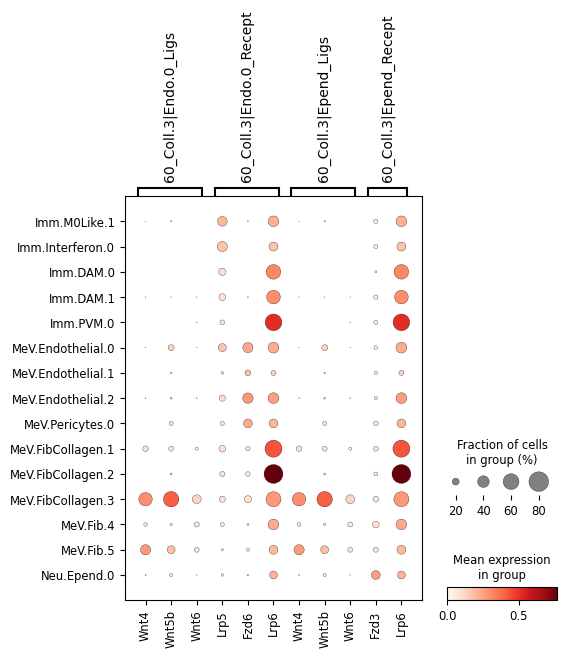 60_Coll.3|Endo.0_Ligs
60_Coll.3|Endo.0_Recept
60_Coll.3|Epend_Ligs
60_Coll.3|Epend_Recept
Imm.M0Like.1
Imm.Interferon.0
Imm.DAM.0
Imm.DAM.1
Imm.PVM.0
MeV.Endothelial.0
MeV.Endothelial.1
MeV.Endothelial.2
MeV.Pericytes.0
MeV.FibCollagen.1
MeV.FibCollagen.2
MeV.FibCollagen.3
MeV.Fib.4
MeV.Fib.5
Neu.Epend.0
Wnt4
Wnt5b
Wnt6
Lrp5
Fzd6
Lrp6
Wnt4
Wnt5b
Wnt6
Fzd3
Lrp6
Fraction of cells
in group (%)
20 40 60 80
Mean expression
in group
0.0 0.5